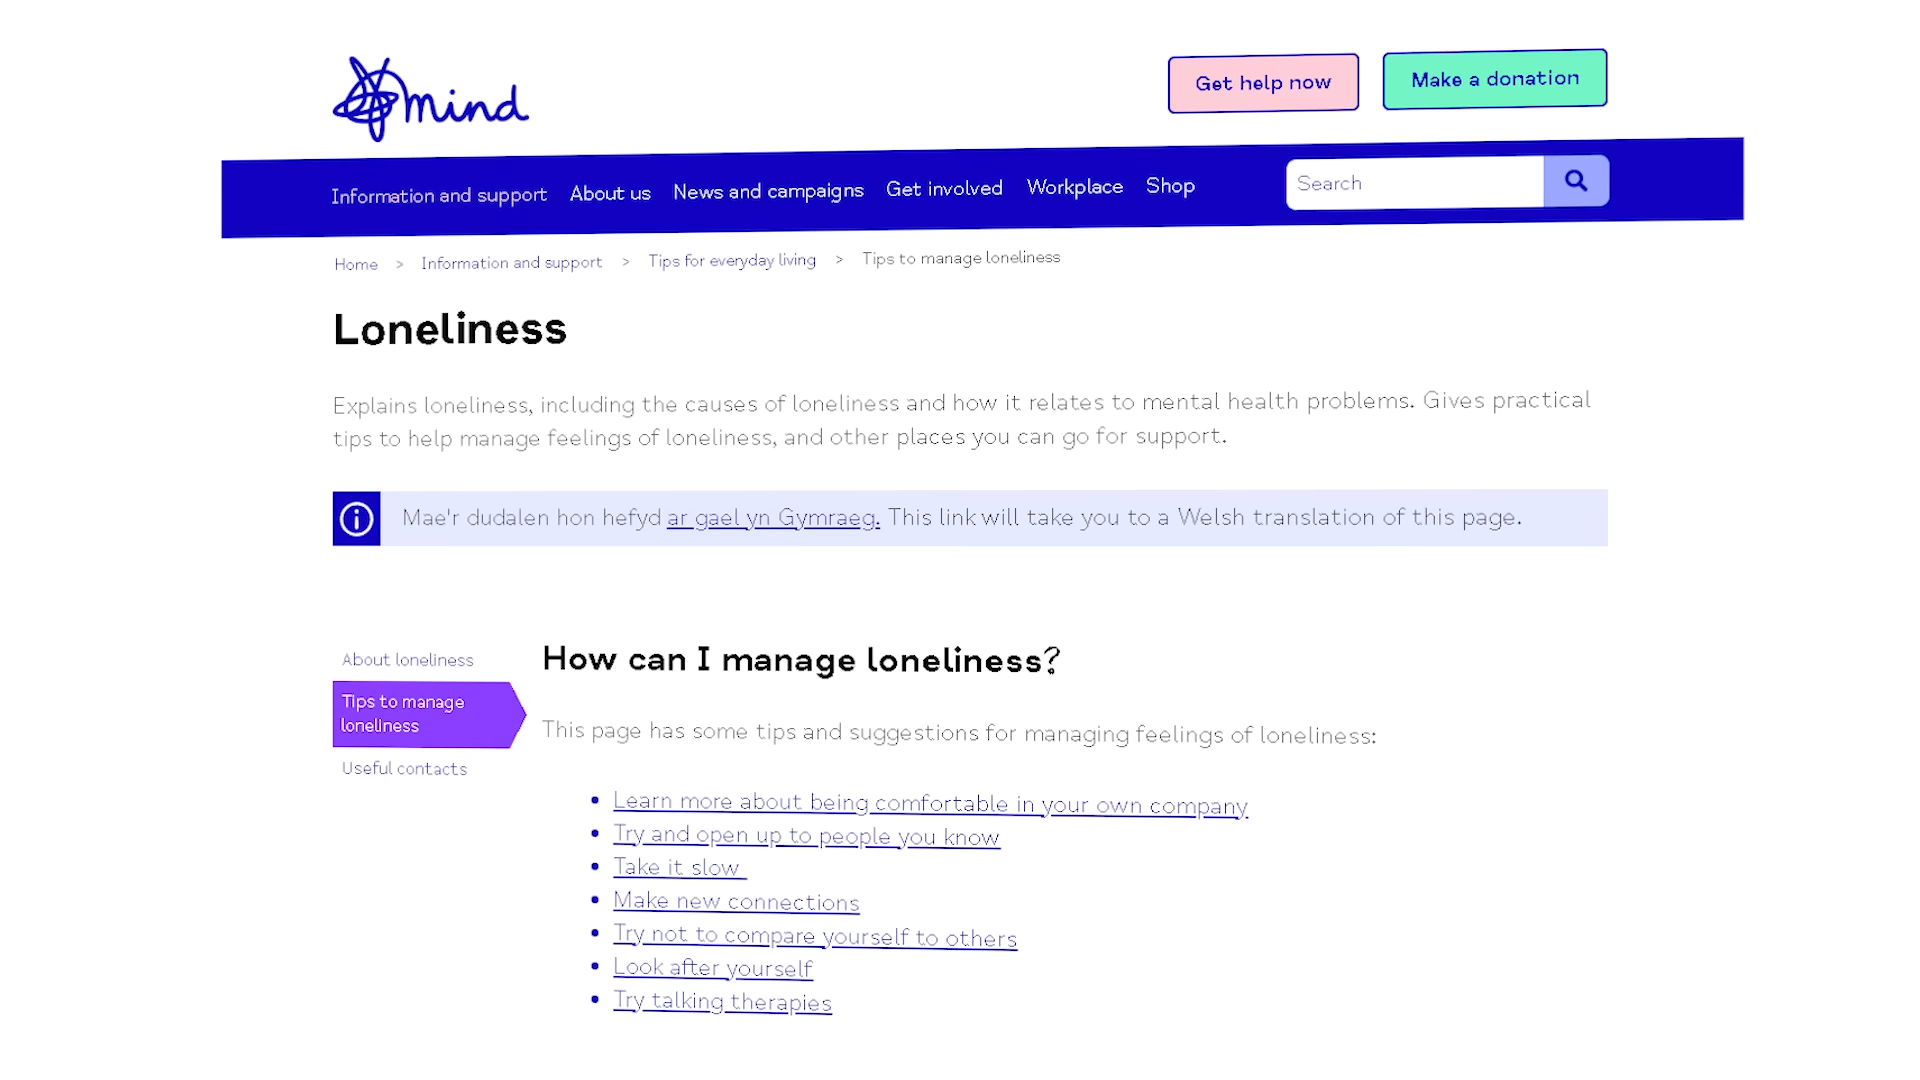 mind
Get help now
Make a donation
Information and support About us News and campaigns Get involved Workplace Shop
Search
Home > Information and support > Tips for everyday living > Tips to manage loneliness
Loneliness
Explains loneliness, including the causes of loneliness and how it relates to mental health problems. Gives practical
tips to help manage feelings of loneliness, and other places you can go for support.
Mae'r dudalen hon hefyd ar gael yn Gymraeg. This link will take you to a Welsh translation of this page.
About loneliness
Tips to manage
loneliness
Useful contacts
How can I manage loneliness?
This page has some tips and suggestions for managing feelings of loneliness:
• Learn more about being comfortable in your own company
• Try and open up to people you know
• Take it slow
• Make new connections
• Try not to compare yourself to others
• Look after yourself
• Try talking therapies